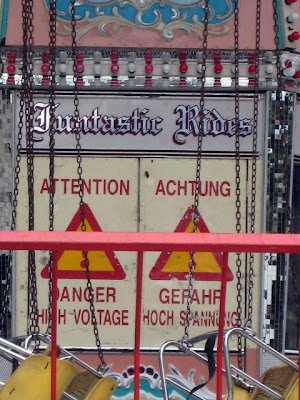 Funtastic Rides
ATTENTION ACHTUNG
DANGER GEFAHR
HIGH VOLTAGE HOCH SPANNUNG